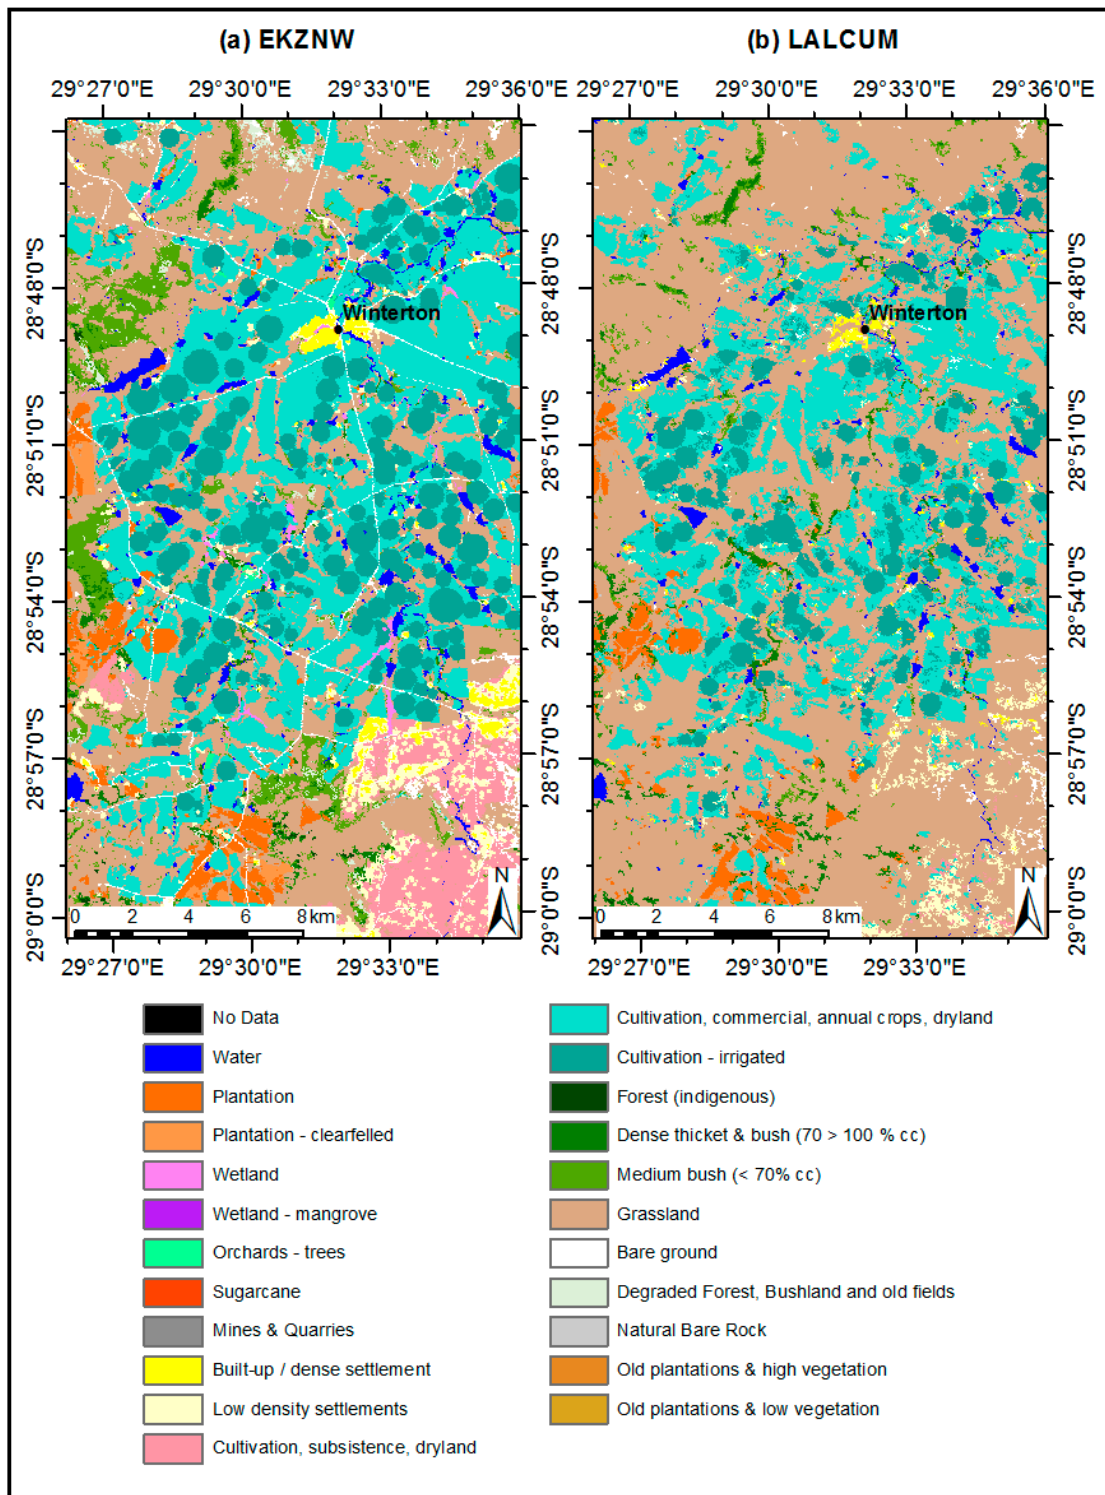 (a) EKZNW (b) LALCUM
29°27'0"E 29°30'0"E 29°33'0"E 29°36'0"E 29°27'0"E 29°30'0"E 29°33'0"E 29°36'0"E
28°48'0"S 28°48'0"S 28°48'0"S
Winterton Winterton
28°51'0"S 28°51'0"S 28°51'0"S
28°54'0"S 28°54'0"S 28°54'0"S
28°57'0"S 28°57'0"S 28°57'0"S
29°0'0"S 29°0'0"S 29°0'0"S
N N
0 2 4 6 8 km 0 2 4 6 8 km
29°27'0"E 29°30'0"E 29°33'0"E 29°27'0"E 29°30'0"E 29°33'0"E
No Data
Water
Plantation
Plantation - clearfelled
Wetland
Wetland - mangrove
Orchards - trees
Sugarcane
Mines & Quarries
Built-up / dense settlement
Low density settlements
Cultivation, subsistence, dryland
Cultivation, commercial, annual crops, dryland
Cultivation - irrigated
Forest (indigenous)
Dense thicket & bush (70 > 100 % cc)
Medium bush (< 70% cc)
Grassland
Bare ground
Degraded Forest, Bushland and old fields
Natural Bare Rock
Old plantations & high vegetation
Old plantations & low vegetation